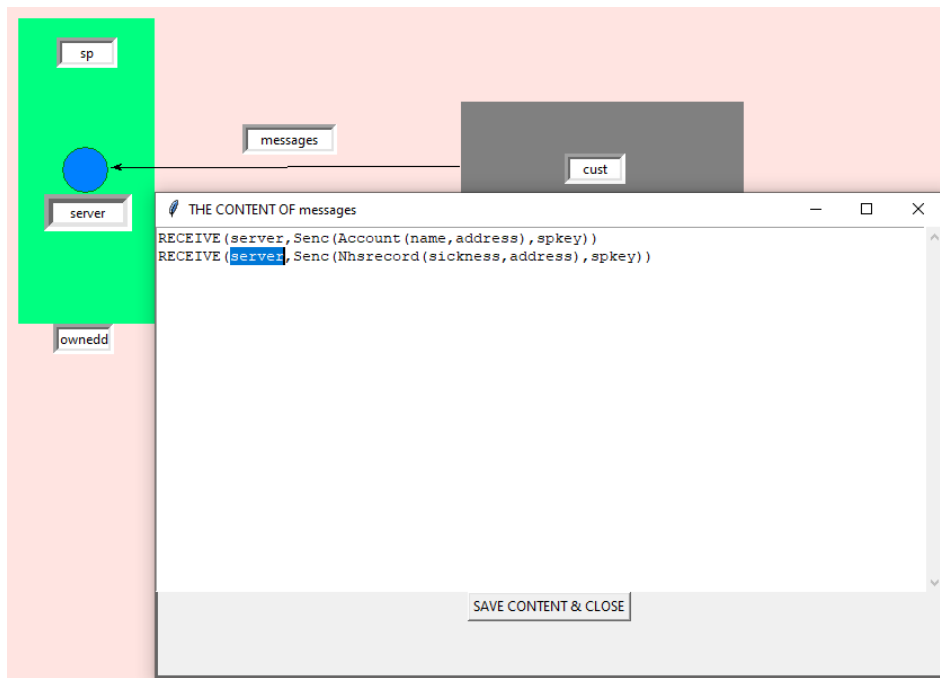 sp
messages
cust
server
THE CONTENT OF messages
RECEIVE(server,Senc(Account(name,address),spkey))
RECEIVE(server,Senc(Nhsrecord(sickness,address),spkey))
ownedd
SAVE CONTENT & CLOSE